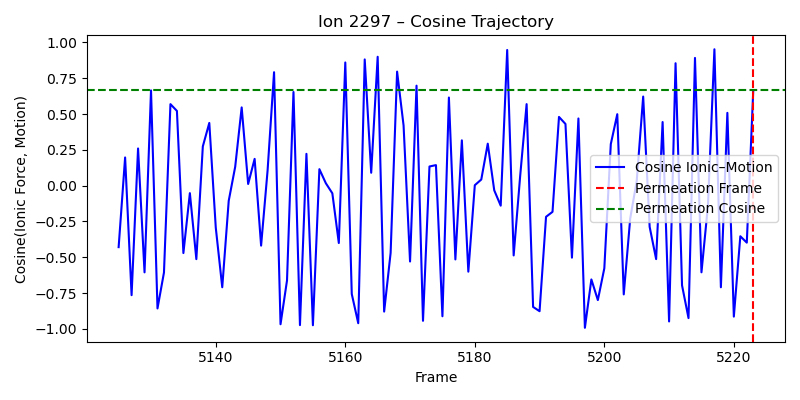 Ion 2297 – Cosine Trajectory
Cosine(Ionic Force, Motion)
1.00
0.75
0.50
0.25
0.00
−0.25
−0.50
−0.75
−1.00
Cosine Ionic–Motion
Permeation Frame
Permeation Cosine
5140
5160
5180
5200
5220
Frame